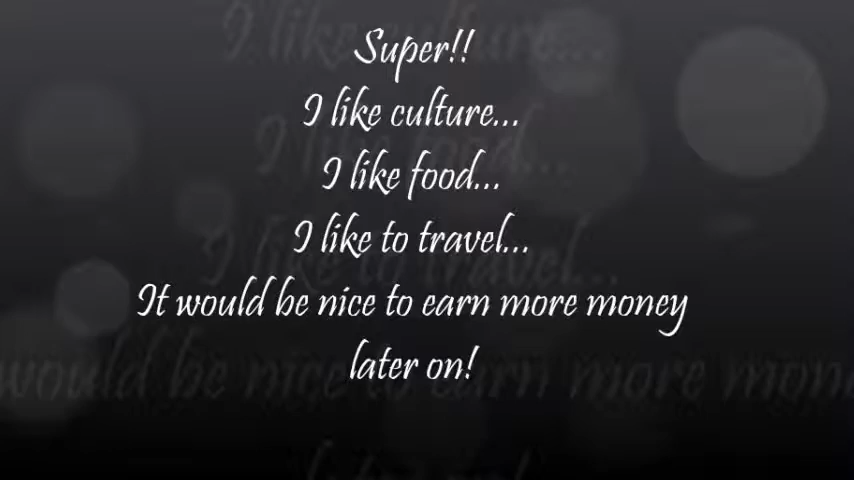 Super!!
I like culture...
I like food...
I like to travel...
It would be nice to earn more money
later on!